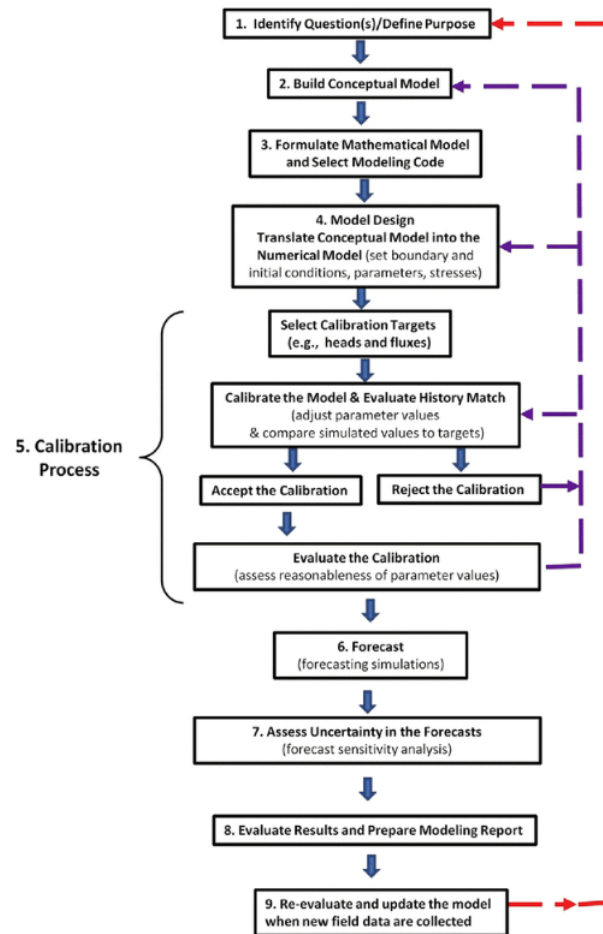 1. Identify Question(s)/Define Purpose
2. Build Conceptual Model
3. Formulate Mathematical Model
and Select Modeling Code
4. Model Design
Translate Conceptual Model into the
Numerical Model (set boundary and
initial conditions, parameters, stresses)
Select Calibration Targets
(e.g., heads and fluxes)
Calibrate the Model & Evaluate History Match
(adjust parameter values
& compare simulated values to targets)
5. Calibration
Process
Accept the Calibration
Reject the Calibration
Evaluate the Calibration
(assess reasonableness of parameter values)
6. Forecast
(forecasting simulations)
7. Assess Uncertainty in the Forecasts
(forecast sensitivity analysis)
8. Evaluate Results and Prepare Modeling Report
9. Re-evaluate and update the model
when new field data are collected